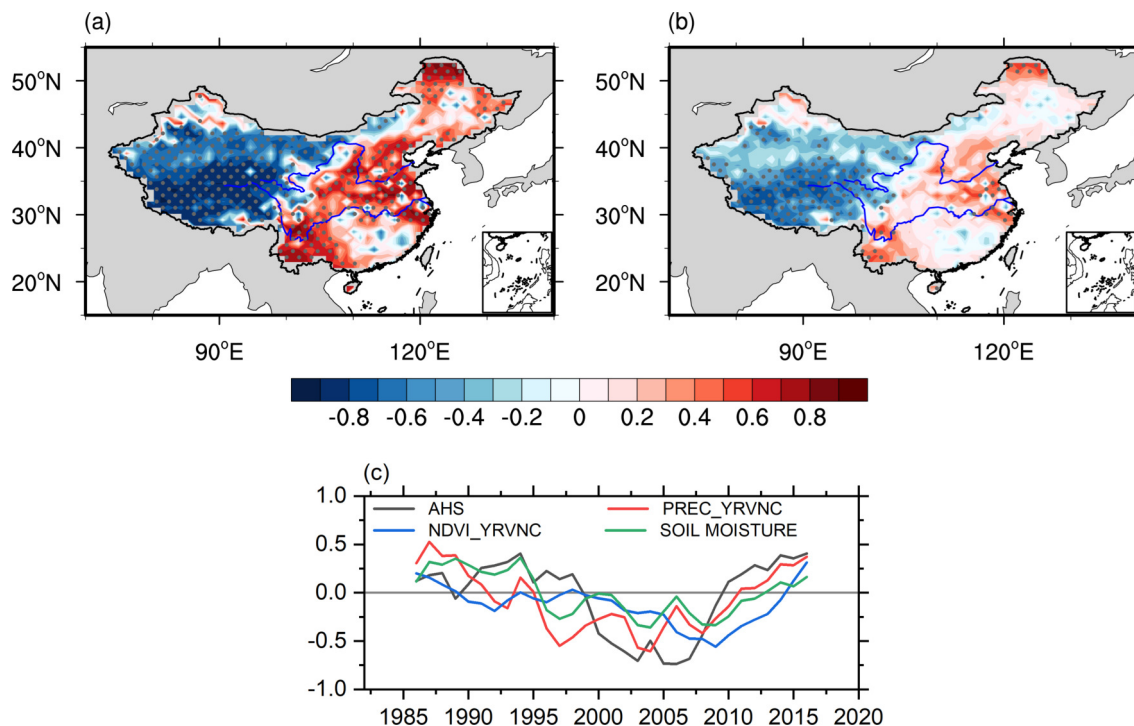 (a)
(b)
50°N
40°N
30°N
20°N
50°N
40°N
30°N
20°N
90°E
120°E
90°E
120°E
-0.8 -0.6 -0.4 -0.2 0 0.2 0.4 0.6 0.8
(c)
1.0
0.5
0.0
-0.5
-1.0
AHS
PREC_YRVNC
NDVI_YRVNC
SOIL MOISTURE
1985 1990 1995 2000 2005 2010 2015 2020